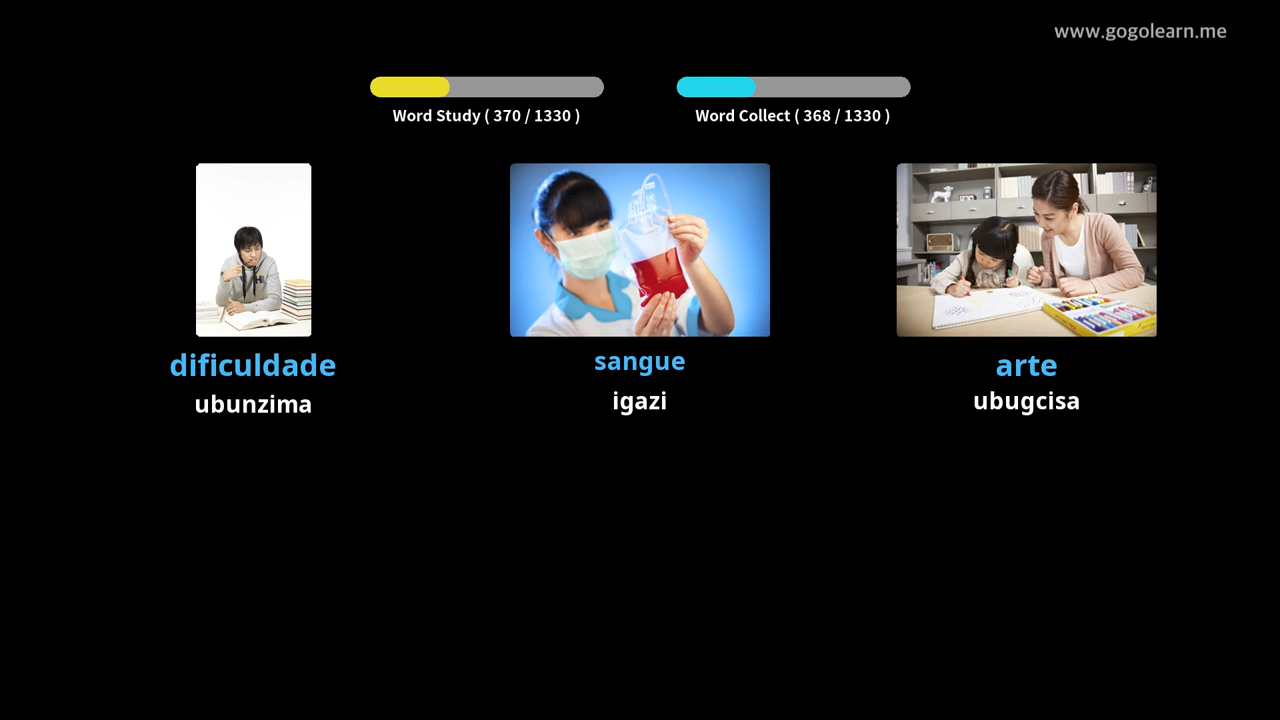 www.gogolearn.me
Word Study ( 370 / 1330 )
Word Collect ( 368 / 1330 )
dificuldade
ubunzima
sangue
igazi
arte
ubugcisa